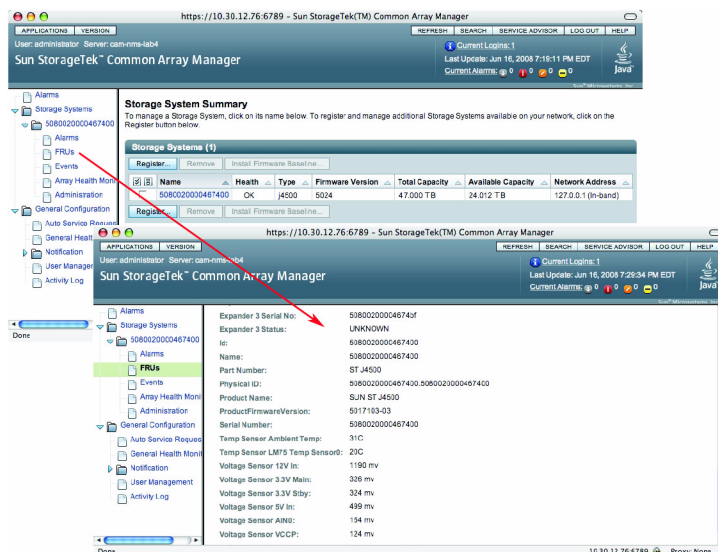 https://10.30.12.76:6789 - Sun StorageTek(TM) Common Array Manager
APPLICATIONS VERSION REFRESH SEARCH SERVICE ADVISOR LOG OUT HELP
User: administrator Server: cam-nms-lab4
Current Logins: 1
Sun StorageTek™ Common Array Manager
Last Update: Jun 16, 2008 7:19:11 PM EDT
Current Alarms: 0 0 0 0
Java™
Sun™ Microsystems, Inc.
Alarms
Storage Systems
5080020000467400
Alarms
FRUs
Events
Array Health Moni
Administration
General Configuration
Auto Service Reques
General Healt
Notification
User Manager
Activity Log
Done
Storage System Summary
To manage a Storage System, click on its name below. To register and manage additional Storage Systems available on your network, click on the
Register button below.
Storage Systems (1)
Register... Remove Install Firmware Baseline...
Name Health Type Firmware Version Total Capacity Available Capacity Network Address
5080020000467400 OK j4500 5024 47.000 TB 24.012 TB 127.0.0.1 (In-band)
Register... Remove Install Firmware Baseline...
https://10.30.12.76:6789 - Sun StorageTek(TM) Common Array Manager
APPLICATIONS VERSION REFRESH SEARCH SERVICE ADVISOR LOG OUT HELP
User: administrator Server: cam-nms-lab4
Current Logins: 1
Sun StorageTek™ Common Array Manager
Last Update: Jun 16, 2008 7:29:34 PM EDT
Current Alarms: 0 0 0 0
Java
Sun™ Microsystems, Inc
Alarms
Storage Systems
5080020000467400
Alarms
FRUs
Events
Array Health Moni
Administration
General Configuration
Auto Service Reques
General Health Monit
Notification
User Management
Activity Log
Expander 3 Serial No: 50800200004674bf
Expander 3 Status: UNKNOWN
Id: 5080020000467400
Name: 5080020000467400
Part Number: ST J4500
Physical ID: 5080020000467400.5080020000467400
Product Name: SUN ST J4500
ProductFirmwareVersion: 5017103-03
Serial Number: 5080020000467400
Temp Sensor Ambient Temp: 31C
Temp Sensor LM75 Temp Sensor0: 20C
Voltage Sensor 12V In: 1190 mv
Voltage Sensor 3.3V Main: 326 mv
Voltage Sensor 3.3V Stby: 324 mv
Voltage Sensor 5V In: 499 mv
Voltage Sensor AIN0: 154 mv
Voltage Sensor VCCP: 124 mv
Done
10.30.12.76:6789 Proxy: None